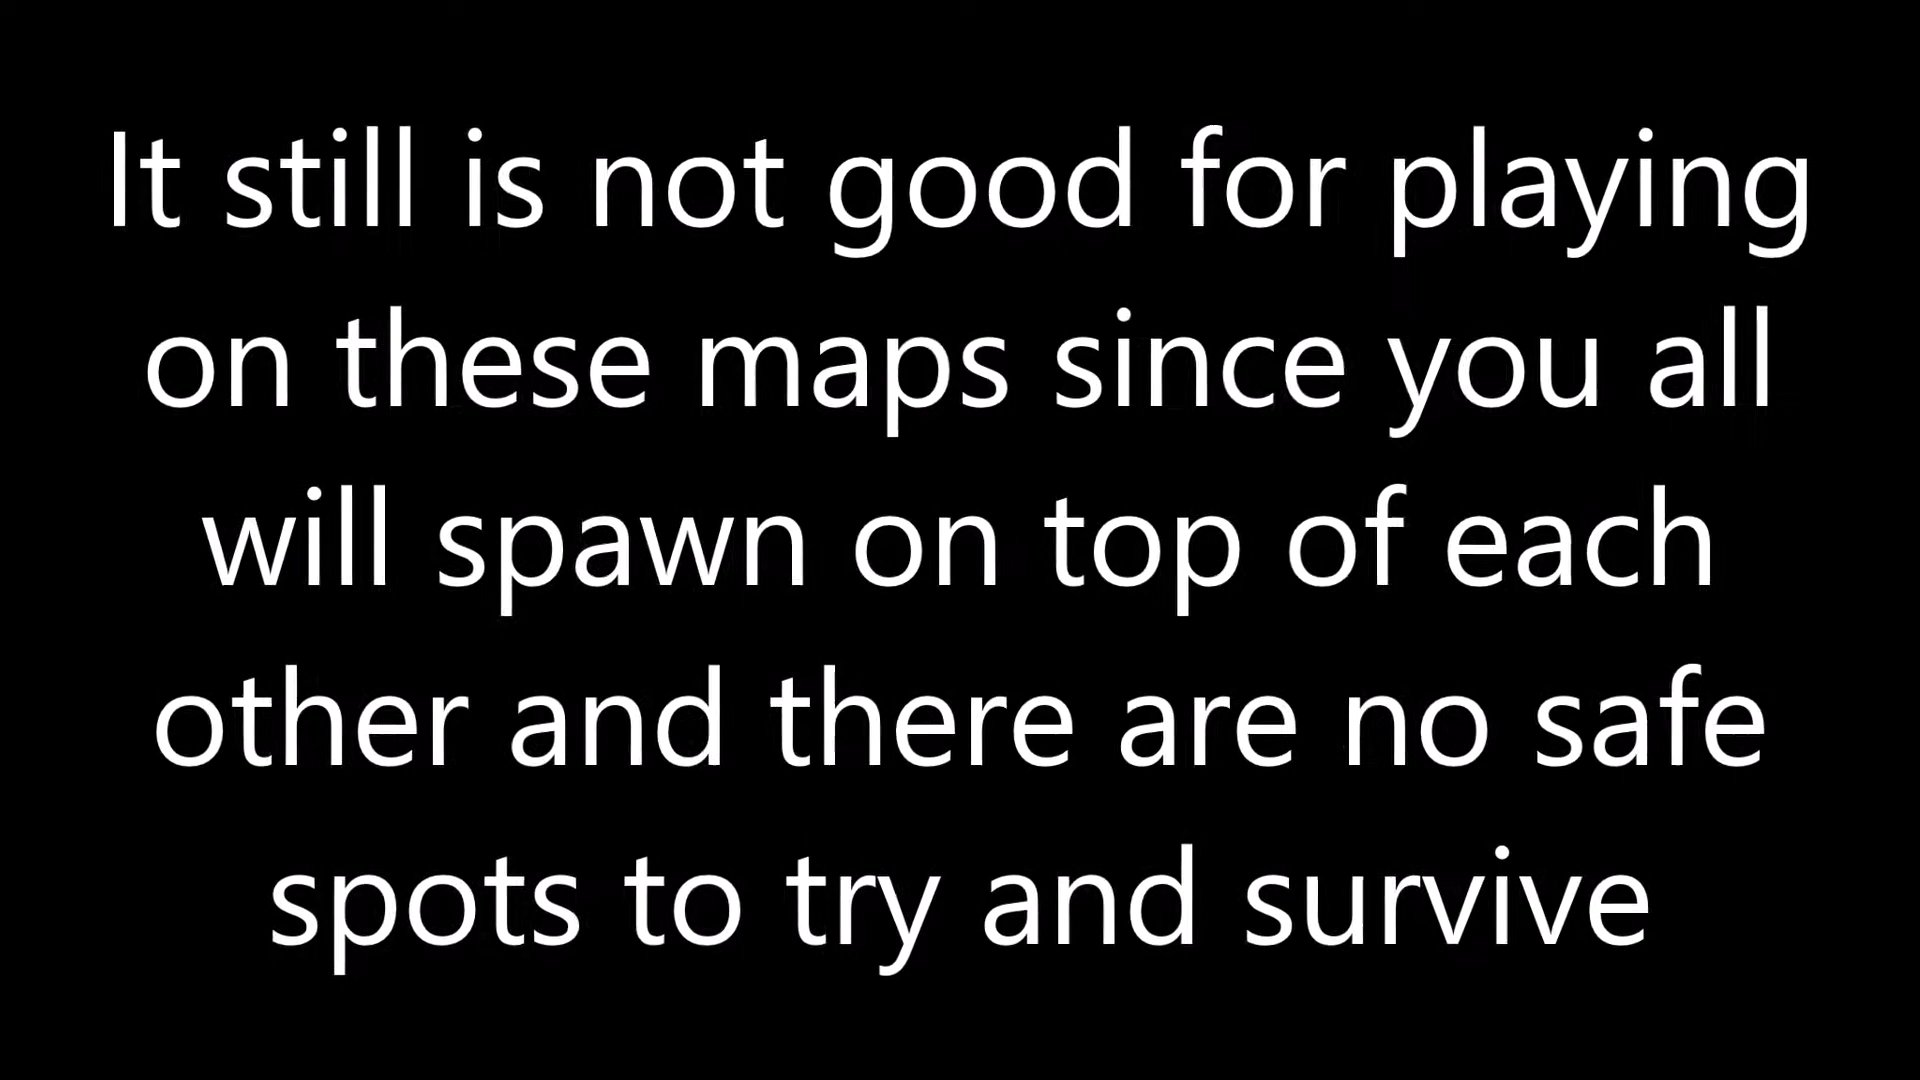 It still is not good for playing
on these maps since you all
will spawn on top of each
other and there are no safe
spots to try and survive